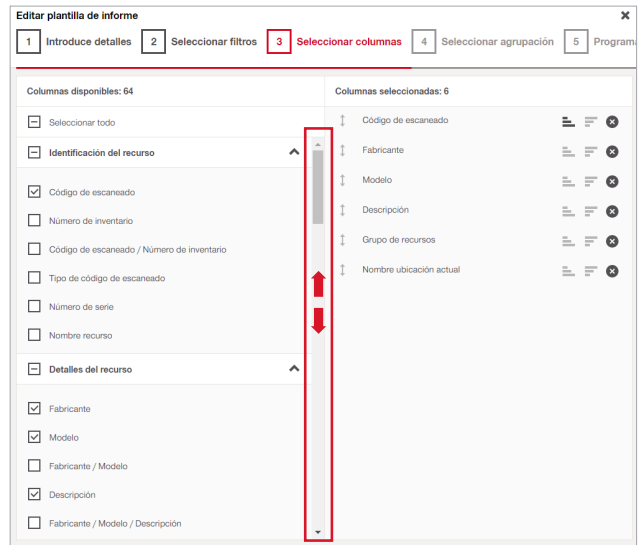 Editar plantilla de informe
1 Introduce detalles 2 Seleccionar filtros 3 Seleccionar columnas 4 Seleccionar agrupación 5 Programa
Columnas disponibles: 64
Seleccionar todo
Identificación del recurso
Código de escaneado
Número de inventario
Código de escaneado / Número de inventario
Tipo de código de escaneado
Número de serie
Nombre recurso
Detalles del recurso
Fabricante
Modelo
Fabricante / Modelo
Descripción
Fabricante / Modelo / Descripción
Columnas seleccionadas: 6
Código de escaneado
Fabricante
Modelo
Descripción
Grupo de recursos
Nombre ubicación actual